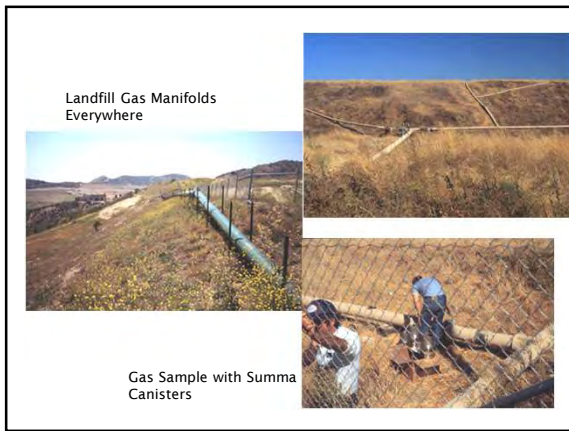 Landfill Gas Manifolds
Everywhere
Gas Sample with Summa
Canisters